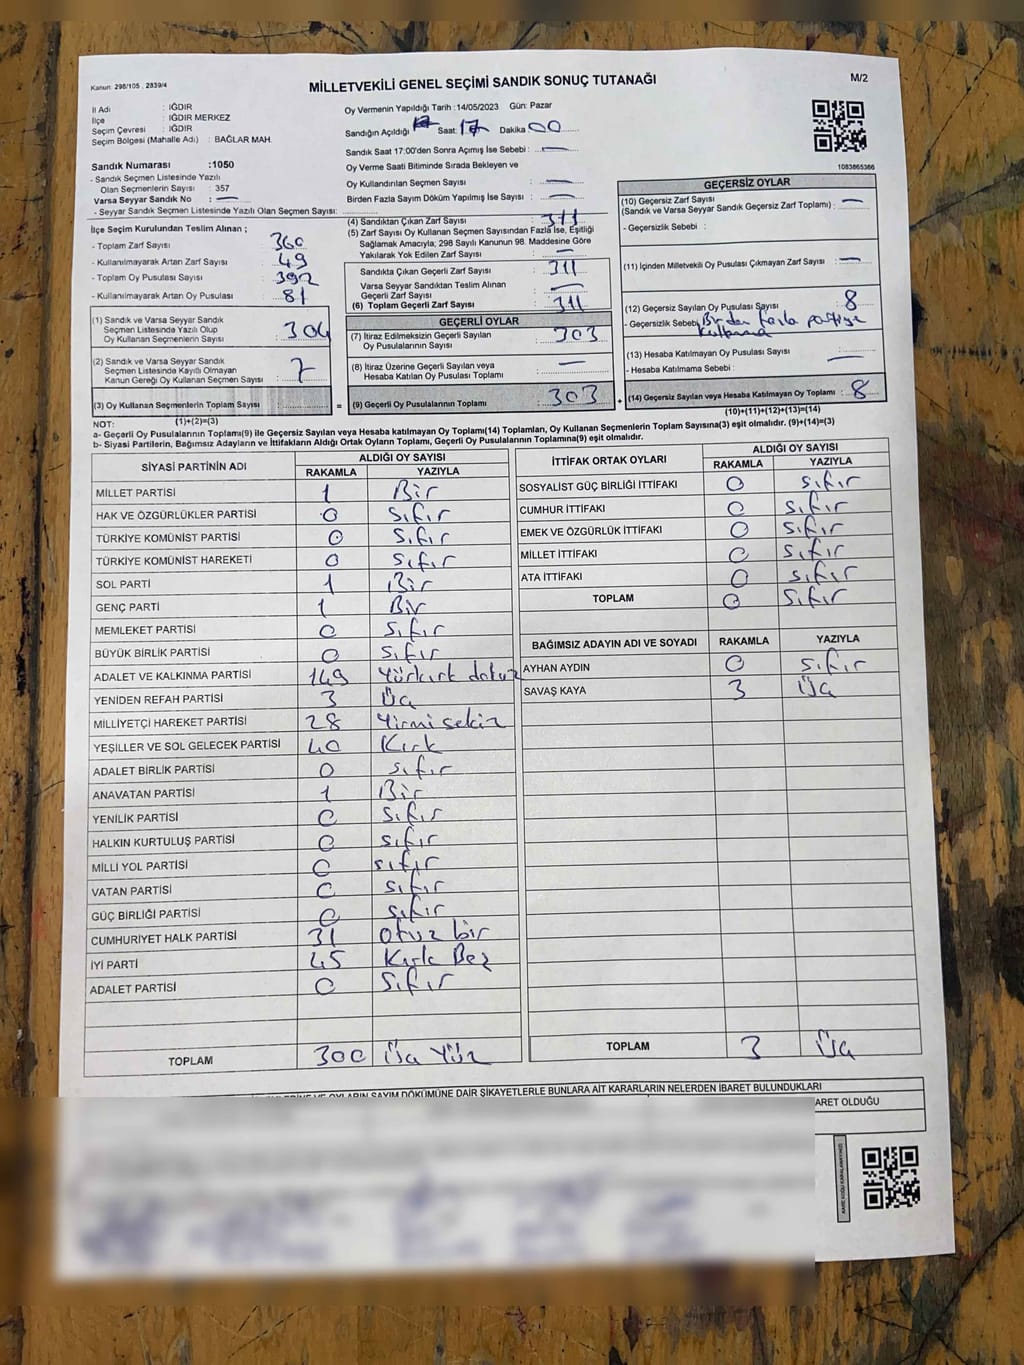 Kanun: 298/105 , 2839/4
MİLLETVEKİLİ GENEL SEÇİMİ SANDIK SONUÇ TUTANAĞI
M/2
İl Adı : IĞDIR
İlçe : IĞDIR MERKEZ
Seçim Çevresi : IĞDIR
Seçim Bölgesi (Mahalle Adı) : BAĞLAR MAH.
Sandık Numarası :1050
- Sandık Seçmen Listesinde Yazılı
Olan Seçmenlerin Sayısı : 357
Varsa Seyyar Sandık No : —
- Seyyar Sandık Seçmen Listesinde Yazılı Olan Seçmen Sayısı:
Oy Vermenin Yapıldığı Tarih :14/05/2023 Gün: Pazar
Sandığın Açıldığı Saat: 17 Dakika 00
Sandık Saat 17:00'den Sonra Açımış İse Sebebi : —
Oy Verme Saati Bitiminde Sırada Bekleyen ve
Oy Kullandırılan Seçmen Sayısı —
Birden Fazla Sayım Döküm Yapılmış İse Sayısı : —
1083865366
İlçe Seçim Kurulundan Teslim Alınan ;
- Toplam Zarf Sayısı : 360
- Kullanılmayarak Artan Zarf Sayısı : 49
- Toplam Oy Pusulası Sayısı : 392
- Kullanılmayarak Artan Oy Pusulası : 81
(1) Sandık ve Varsa Seyyar Sandık
Seçmen Listesinde Yazılı Olup
Oy Kullanan Seçmen Sayısı : 304
(2) Sandık ve Varsa Seyyar Sandık
Seçmen Listesinde Kayıtlı Olmayan
Kanun Gereği Oy Kullanan Seçmen Sayısı : 7
(3) Oy Kullanan Seçmenlerin Toplam Sayısı :
(1)+(2)=(3)
(4) Sandıktan Çıkan Zarf Sayısı : 311
(5) Zarf Sayısı Oy Kullanan Seçmen Sayısından Fazla İse, Eşitliği
Sağlamak Amacıyla, 298 Sayılı Kanunun 98. Maddesine Göre
Yakılarak Yok Edilen Zarf Sayısı : —
Sandıkta Çıkan Geçerli Zarf Sayısı : 311
Varsa Seyyar Sandıktan Teslim Alınan
Geçerli Zarf Sayısı : —
(6) Toplam Geçerli Zarf Sayısı : 311
GEÇERLİ OYLAR
(7) İtiraz Edilmeksizin Geçerli Sayılan
Oy Pusulalarının Sayısı : 303
(8) İtiraz Üzerine Geçerli Sayılan veya
Hesaba Katılan Oy Pusulası Toplamı : —
= (9) Geçerli Oy Pusulalarının Toplamı : 303
GEÇERSİZ OYLAR
(10) Geçersiz Zarf Sayısı
(Sandık ve Varsa Seyyar Sandık Geçersiz Zarf Toplamı) : —
- Geçersizlik Sebebi :
(11) İçinden Milletvekili Oy Pusulası Çıkmayan Zarf Sayısı : —
(12) Geçersiz Sayılan Oy Pusulası Sayısı : 8
- Geçersizlik Sebebi Birden fazla partiye
(13) Hesaba Katılmayan Oy Pusulası Sayısı : —
- Hesaba Katılmama Sebebi :
+ (14) Geçersiz Sayılan veya Hesaba Katılmayan Oy Toplamı : 8
(10)+(11)+(12)+(13)=(14)
NOT:
a- Geçerli Oy Pusulalarının Toplamı(9) ile Geçersiz Sayılan veya Hesaba katılmayan Oy Toplamı(14) Toplamları, Oy Kullanan Seçmenlerin Toplam Sayısına(3) eşit olmalıdır. (9)+(14)=(3)
b- Siyasi Partilerin, Bağımsız Adayların ve İttifakların Aldığı Ortak Oyların Toplamı, Geçerli Oy Pusulalarının Toplamına(9) eşit olmalıdır.
SİYASİ PARTİNİN ADI ALDIĞI OY SAYISI
RAKAMLA YAZIYLA
MİLLET PARTİSİ 1 Bir
HAK VE ÖZGÜRLÜKLER PARTİSİ 0 Sıfır
TÜRKİYE KOMÜNİST PARTİSİ 0 Sıfır
TÜRKİYE KOMÜNİST HAREKETİ 0 Sıfır
SOL PARTİ 1 Bir
GENÇ PARTİ 1 Bir
MEMLEKET PARTİSİ 0 Sıfır
BÜYÜK BİRLİK PARTİSİ 0 Sıfır
ADALET VE KALKINMA PARTİSİ 149 Yüzkırk dokuz
YENİDEN REFAH PARTİSİ 3 Üç
MİLLİYETÇİ HAREKET PARTİSİ 28 Yirmi sekiz
YEŞİLLER VE SOL GELECEK PARTİSİ 40 Kırk
ADALET BİRLİK PARTİSİ 0 Sıfır
ANAVATAN PARTİSİ 1 Bir
YENİLİK PARTİSİ 0 Sıfır
HALKIN KURTULUŞ PARTİSİ 0 Sıfır
MİLLİ YOL PARTİSİ 0 Sıfır
VATAN PARTİSİ 0 Sıfır
GÜÇ BİRLİĞİ PARTİSİ 0 Sıfır
CUMHURİYET HALK PARTİSİ 31 Otuz bir
İYİ PARTİ 45 Kırk Beş
ADALET PARTİSİ 0 Sıfır
TOPLAM 300 Üç Yüz
İTTİFAK ORTAK OYLARI ALDIĞI OY SAYISI
RAKAMLA YAZIYLA
SOSYALİST GÜÇ BİRLİĞİ İTTİFAKI 0 Sıfır
CUMHUR İTTİFAKI 0 Sıfır
EMEK VE ÖZGÜRLÜK İTTİFAKI 0 Sıfır
MİLLET İTTİFAKI 0 Sıfır
ATA İTTİFAKI 0 Sıfır
TOPLAM 0 Sıfır
BAĞIMSIZ ADAYIN ADI VE SOYADI RAKAMLA YAZIYLA
AYHAN AYDIN 0 Sıfır
SAVAŞ KAYA 3 Üç
TOPLAM 3 Üç
OYLARIN SAYIM DÖKÜMÜNE DAİR ŞİKAYETLERLE BUNLARA AİT KARARLARIN NELERDEN İBARET BULUNDUKLARI
ARET OLDUĞU